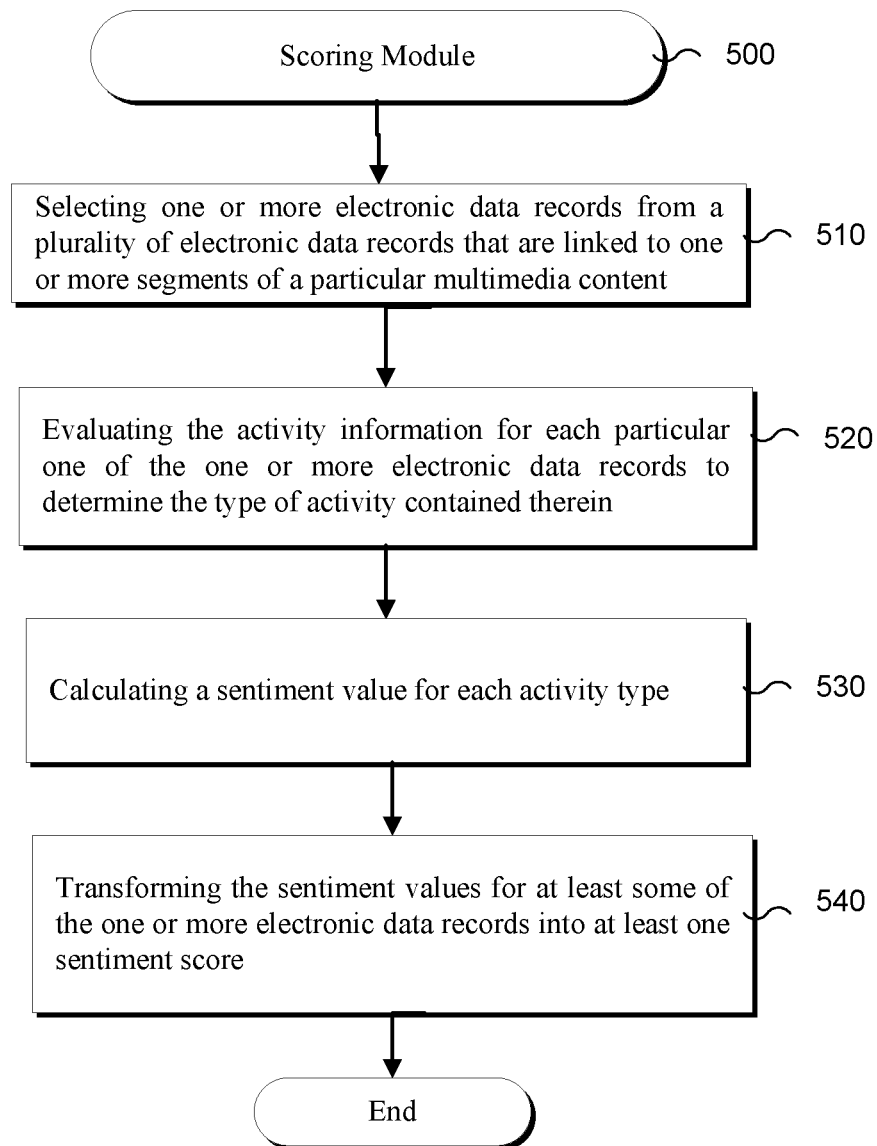 Scoring Module
500
Selecting one or more electronic data records from a
plurality of electronic data records that are linked to one
or more segments of a particular multimedia content
510
Evaluating the activity information for each particular
one of the one or more electronic data records to
determine the type of activity contained therein
520
Calculating a sentiment value for each activity type
530
Transforming the sentiment values for at least some of
the one or more electronic data records into at least one
sentiment score
540
End